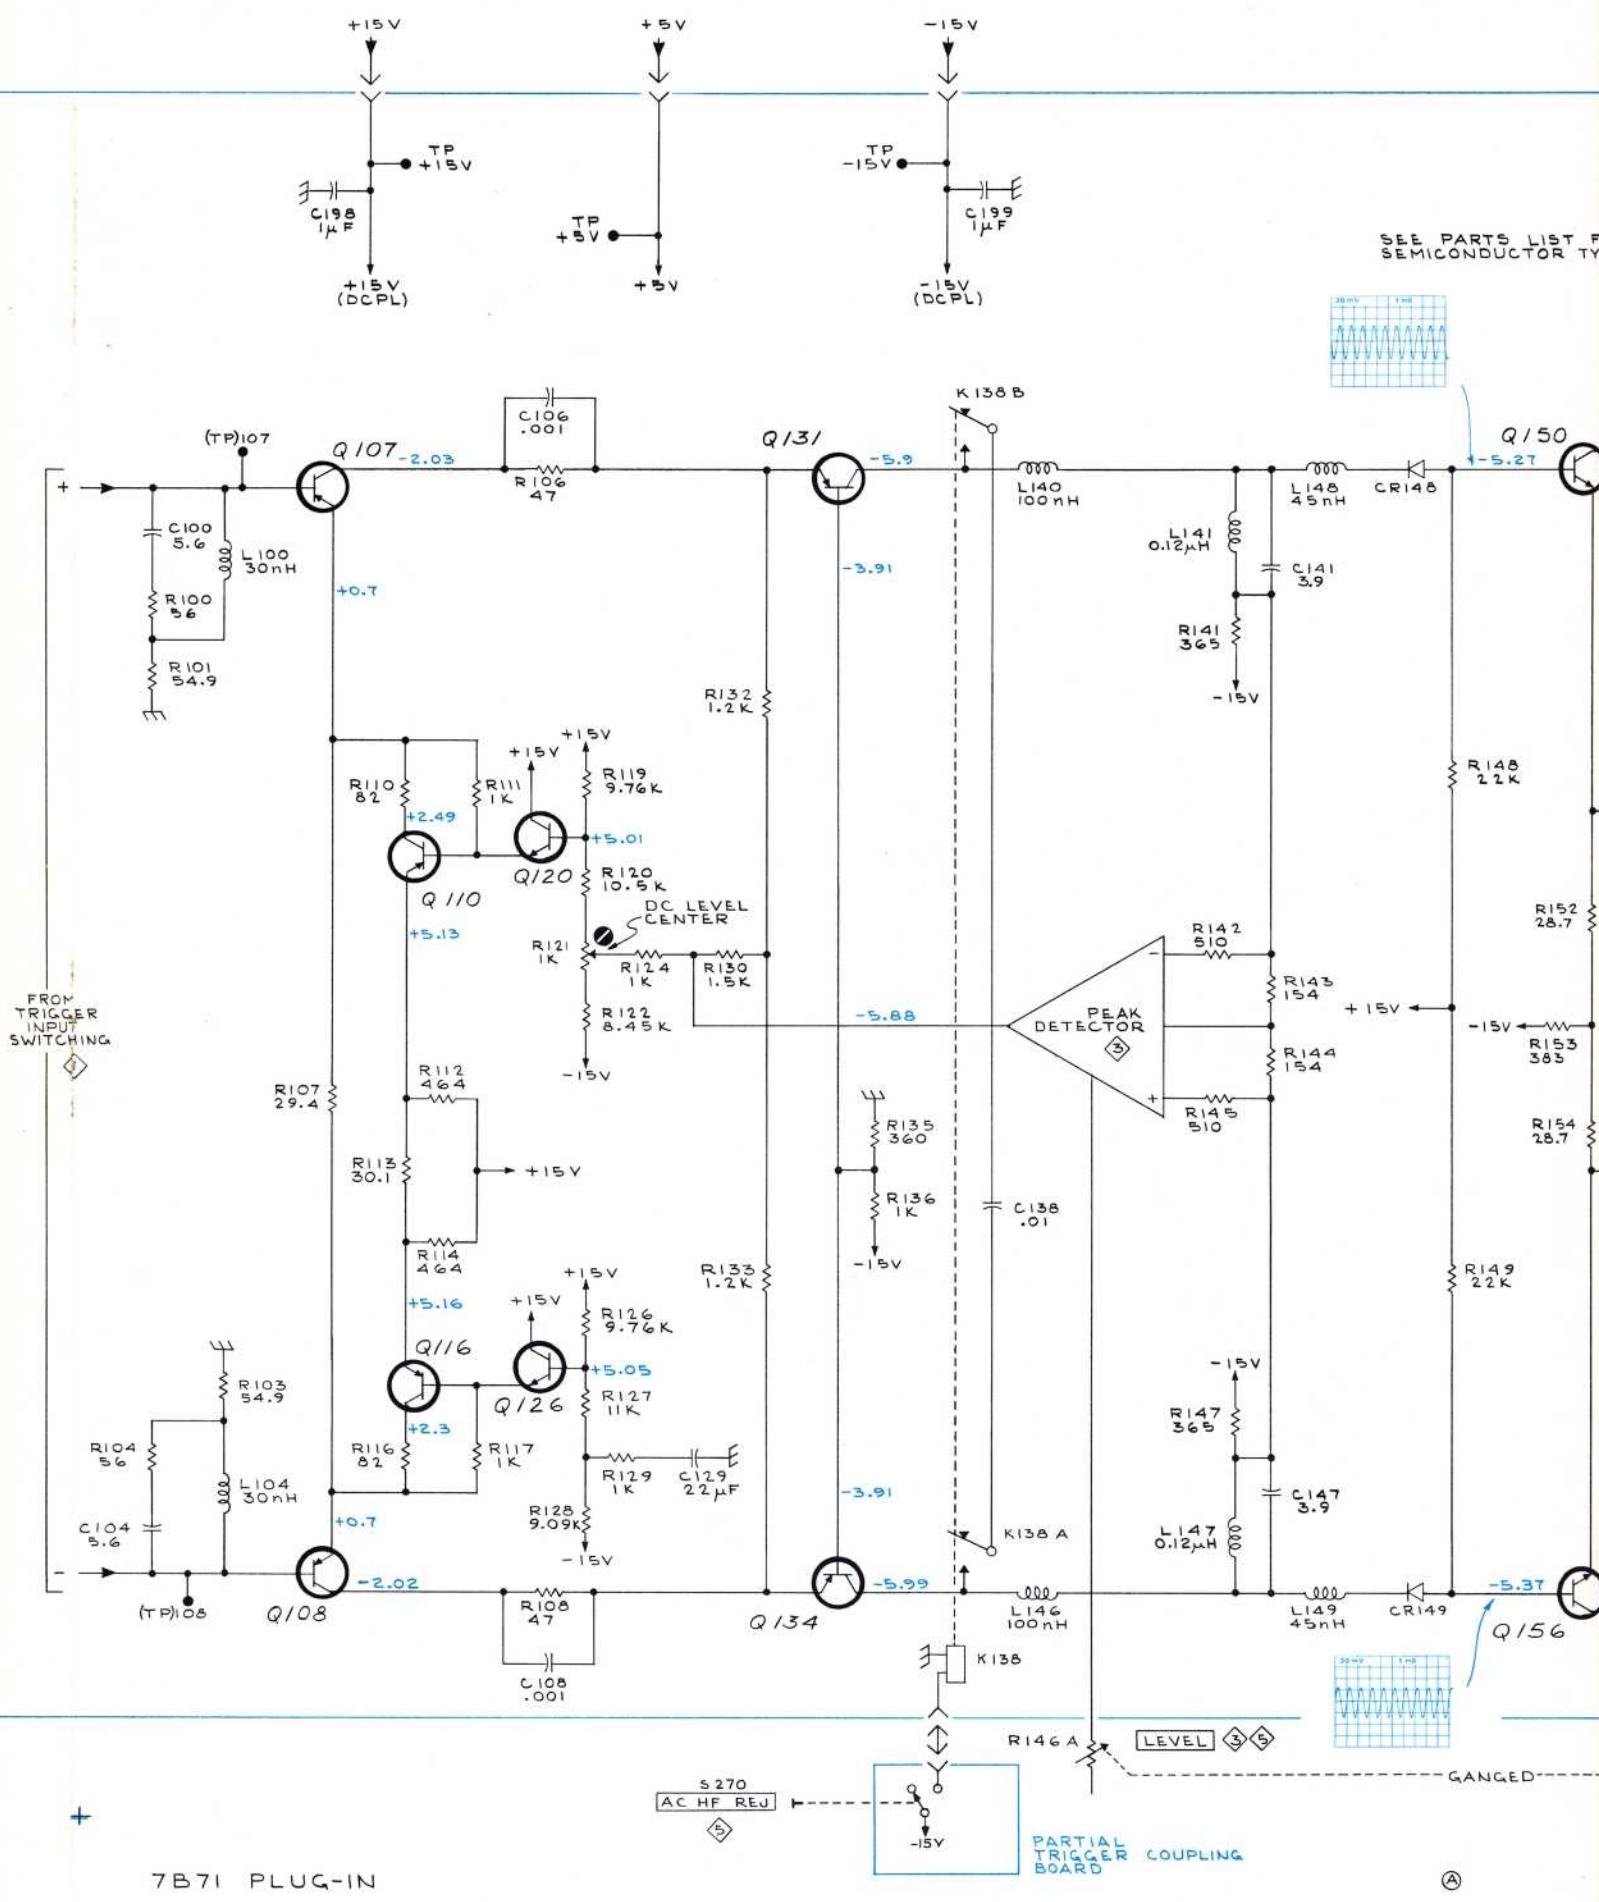 +15V
+5V
-15V
TP
+15V
TP
-15V
C198
1µF
C199
1µF
TP
+5V
+15V
(DCPL)
+5V
-15V
(DCPL)
SEE PARTS LIST F
SEMICONDUCTOR TY
20mV 1mS
K138B
C106
.001
(TP)107
Q107
-2.03
Q131
-5.9
Q150
-5.27
+
R106
47
L140
100nH
L148
45nH
CR148
C100
5.6
L100
30nH
L141
0.12µH
-3.91
C141
3.9
+0.7
R100
56
R141
365
R101
54.9
R132
1.2K
-15V
+15V
+15V
R110
82
R111
1K
R119
9.76K
R148
22K
+2.49
+5.01
Q120
R120
10.5K
Q110
DC LEVEL
CENTER
+5.13
R152
28.7
R121
1K
R124
1K
R130
1.5K
R142
510
-
R143
154
FROM
TRIGGER
INPUT
SWITCHING
1
R122
8.45K
-5.88
PEAK
DETECTOR
3
+15V
-15V
R153
383
R144
154
-15V
R112
464
R107
29.4
+
R145
510
R135
360
R154
28.7
R113
30.1
+15V
R136
1K
C138
.01
R114
464
-15V
R133
1.2K
R149
22K
+15V
+15V
+5.16
R126
9.76K
Q116
+5.05
-15V
R103
54.9
Q126
R127
11K
R147
365
+2.3
R104
56
R116
82
R117
1K
R129
1K
C129
22µF
L104
30nH
-3.91
C147
3.9
+0.7
R128
9.09K
C104
5.6
K138A
L147
0.12µH
-15V
-
-2.02
-5.99
-5.37
(TP)108
Q108
R108
47
Q134
L146
100nH
L149
45nH
CR149
Q156
K138
C108
.001
20mV 1mS
R146A
LEVEL 3 5
GANGED
S270
AC HF REJ
5
-15V
PARTIAL
TRIGGER COUPLING
BOARD
7B71 PLUG-IN
A